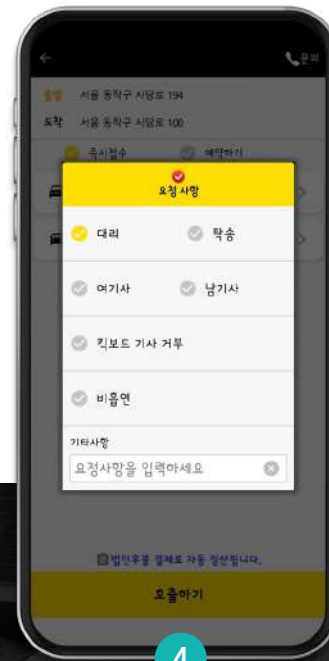 문의
출발 서울 동작구 사당로 194
도착 서울 동작구 사당로 100
즉시접수 예약하기
요청사항
대리 탁송
여기사 남기사
킥보드 기사 거부
비흡연
기타사항
요청사항을 입력하세요
법인후불 결제로 자동 정산됩니다.
호출하기
4